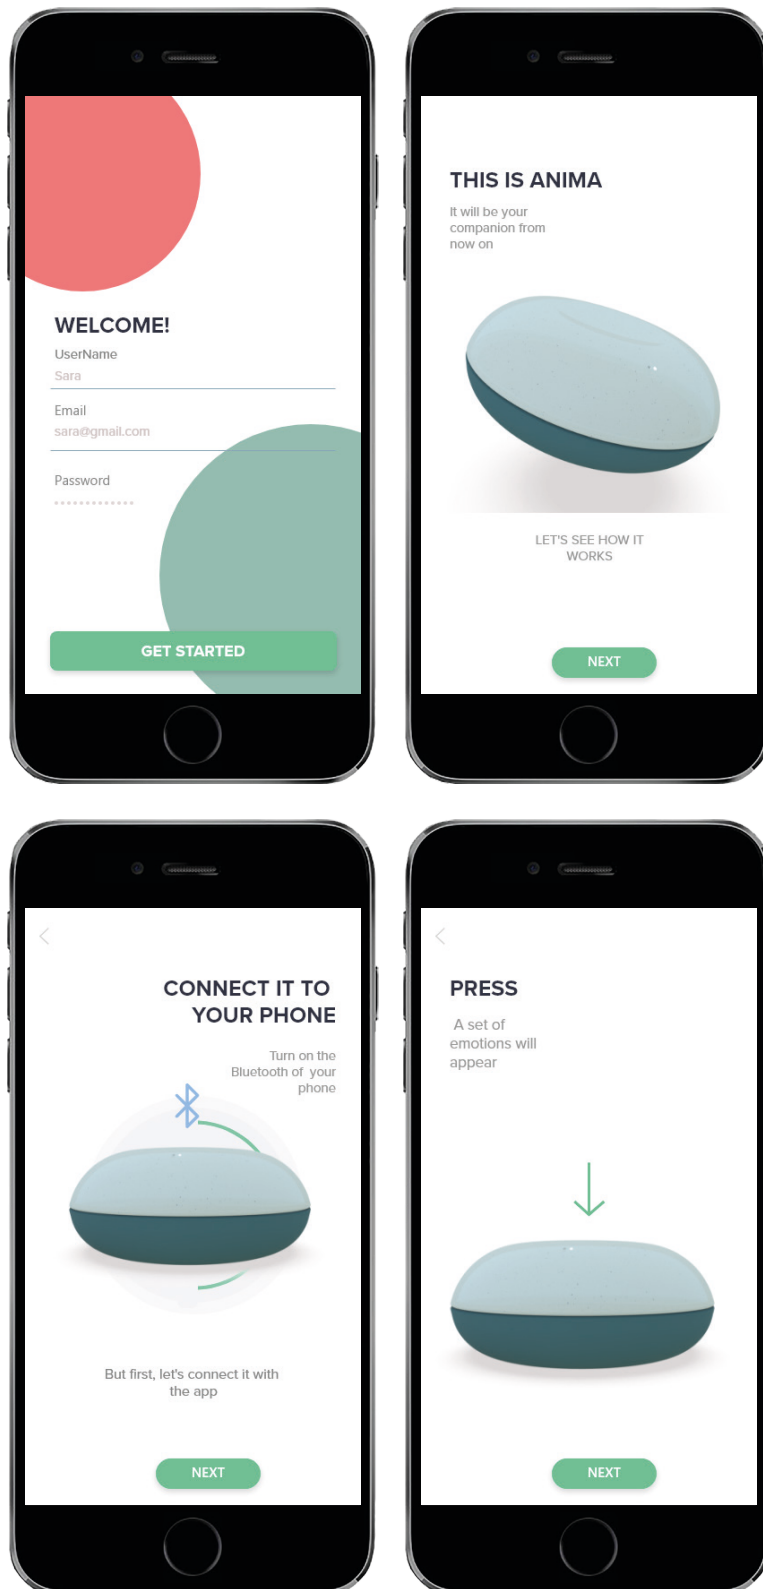 WELCOME!
UserName
Sara
Email
sara@gmail.com
Password
GET STARTED
THIS IS ANIMA
It will be your
companion from
now on
LET'S SEE HOW IT
WORKS
NEXT
CONNECT IT TO
YOUR PHONE
Turn on the
Bluetooth of your
phone
But first, let's connect it with
the app
NEXT
PRESS
A set of
emotions will
appear
NEXT